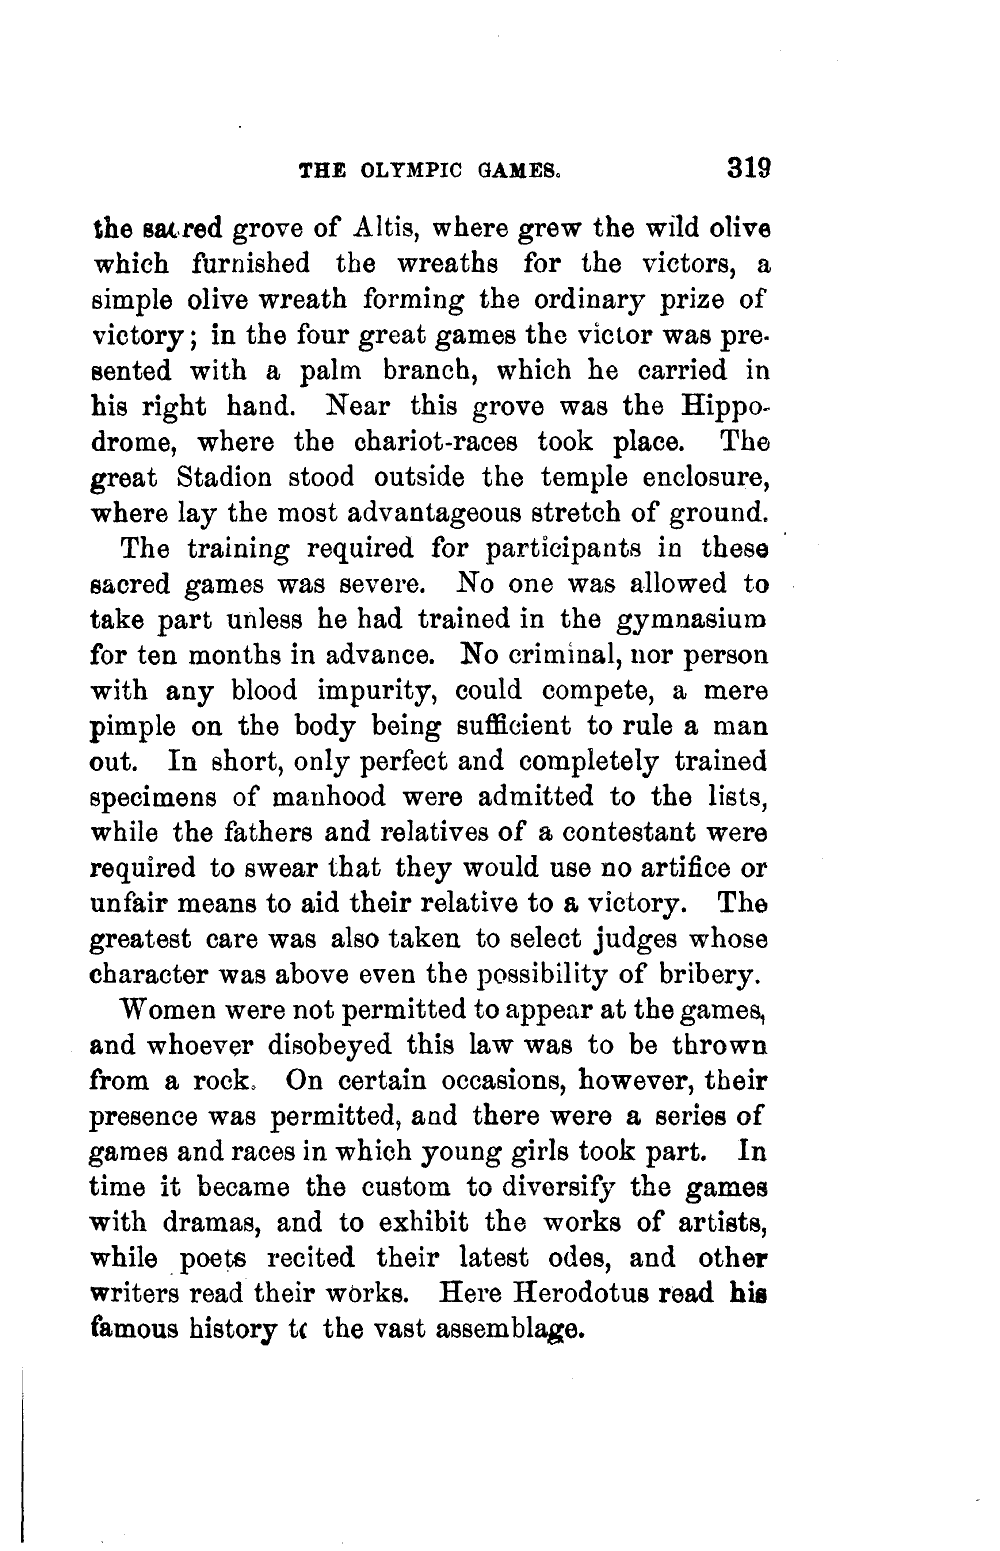 THE OLYMPIC GAMES. 319
the sacred grove of Altis, where grew the wild olive
which furnished the wreaths for the victors, a
simple olive wreath forming the ordinary prize of
victory; in the four great games the victor was pre-
sented with a palm branch, which he carried in
his right hand. Near this grove was the Hippo-
drome, where the chariot-races took place. The
great Stadion stood outside the temple enclosure,
where lay the most advantageous stretch of ground.
The training required for participants in these
sacred games was severe. No one was allowed to
take part unless he had trained in the gymnasium
for ten months in advance. No criminal, nor person
with any blood impurity, could compete, a mere
pimple on the body being sufficient to rule a man
out. In short, only perfect and completely trained
specimens of manhood were admitted to the lists,
while the fathers and relatives of a contestant were
required to swear that they would use no artifice or
unfair means to aid their relative to a victory. The
greatest care was also taken to select judges whose
character was above even the possibility of bribery.
Women were not permitted to appear at the games,
and whoever disobeyed this law was to be thrown
from a rock. On certain occasions, however, their
presence was permitted, and there were a series of
games and races in which young girls took part. In
time it became the custom to diversify the games
with dramas, and to exhibit the works of artists,
while poets recited their latest odes, and other
writers read their works. Here Herodotus read his
famous history to the vast assemblage.